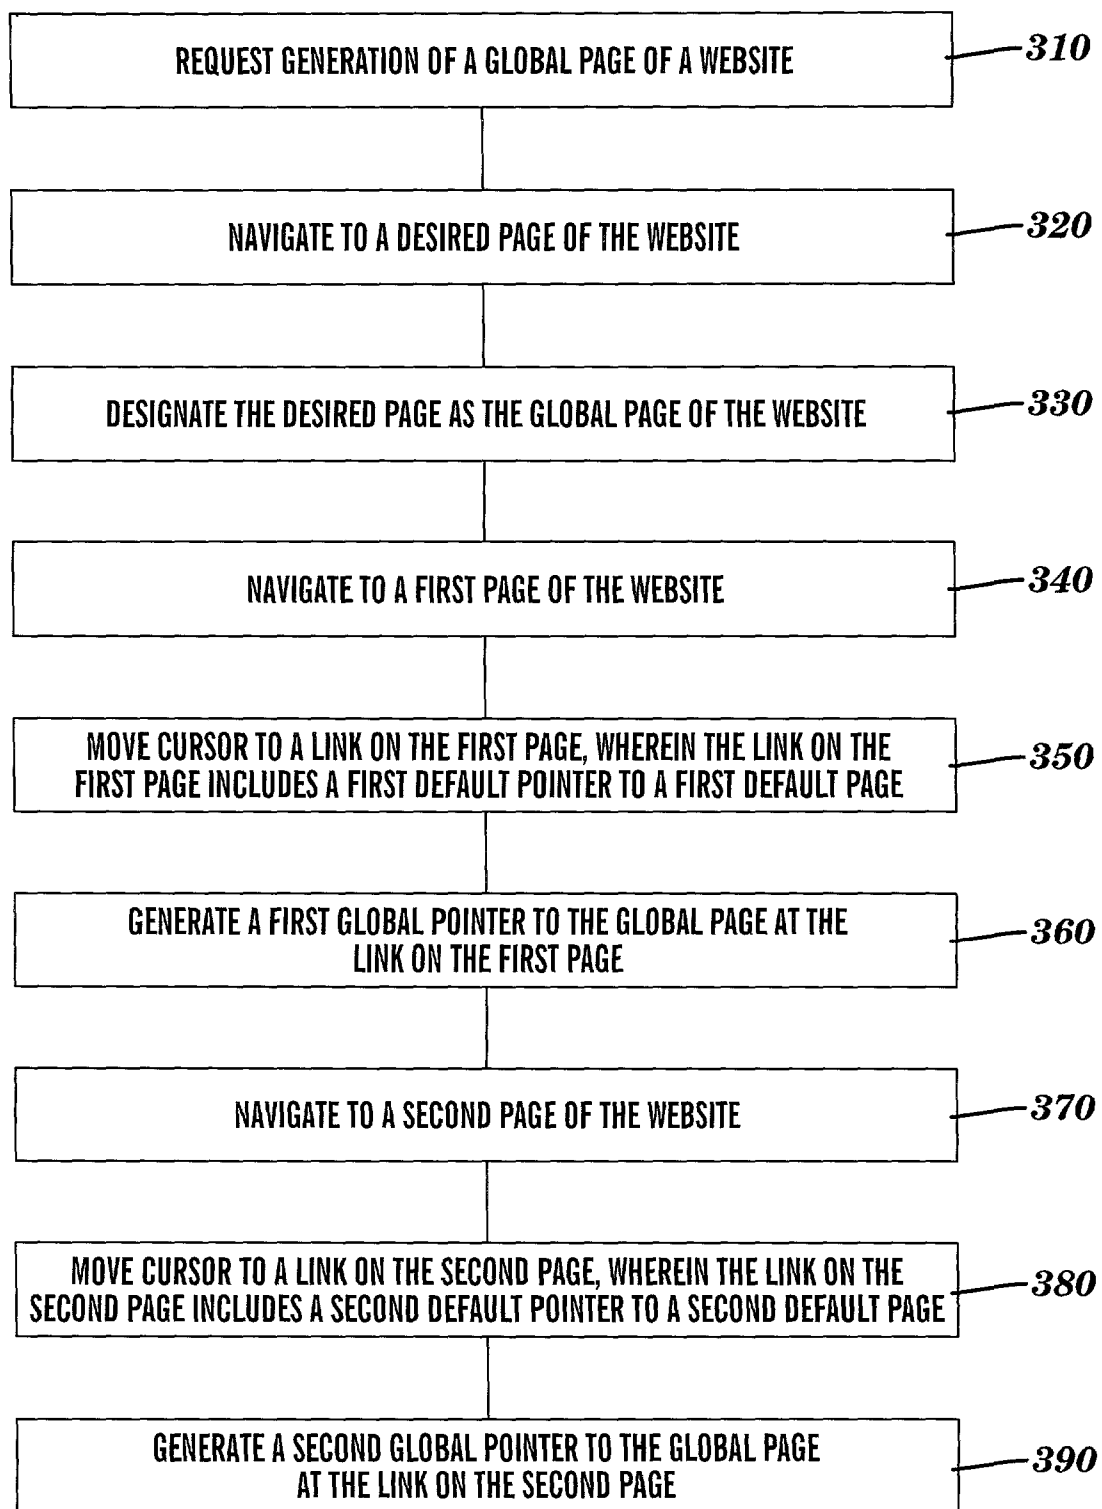 REQUEST GENERATION OF A GLOBAL PAGE OF A WEBSITE
310
NAVIGATE TO A DESIRED PAGE OF THE WEBSITE
320
DESIGNATE THE DESIRED PAGE AS THE GLOBAL PAGE OF THE WEBSITE
330
NAVIGATE TO A FIRST PAGE OF THE WEBSITE
340
MOVE CURSOR TO A LINK ON THE FIRST PAGE, WHEREIN THE LINK ON THE
FIRST PAGE INCLUDES A FIRST DEFAULT POINTER TO A FIRST DEFAULT PAGE
350
GENERATE A FIRST GLOBAL POINTER TO THE GLOBAL PAGE AT THE
LINK ON THE FIRST PAGE
360
NAVIGATE TO A SECOND PAGE OF THE WEBSITE
370
MOVE CURSOR TO A LINK ON THE SECOND PAGE, WHEREIN THE LINK ON THE
SECOND PAGE INCLUDES A SECOND DEFAULT POINTER TO A SECOND DEFAULT PAGE
380
GENERATE A SECOND GLOBAL POINTER TO THE GLOBAL PAGE
AT THE LINK ON THE SECOND PAGE
390